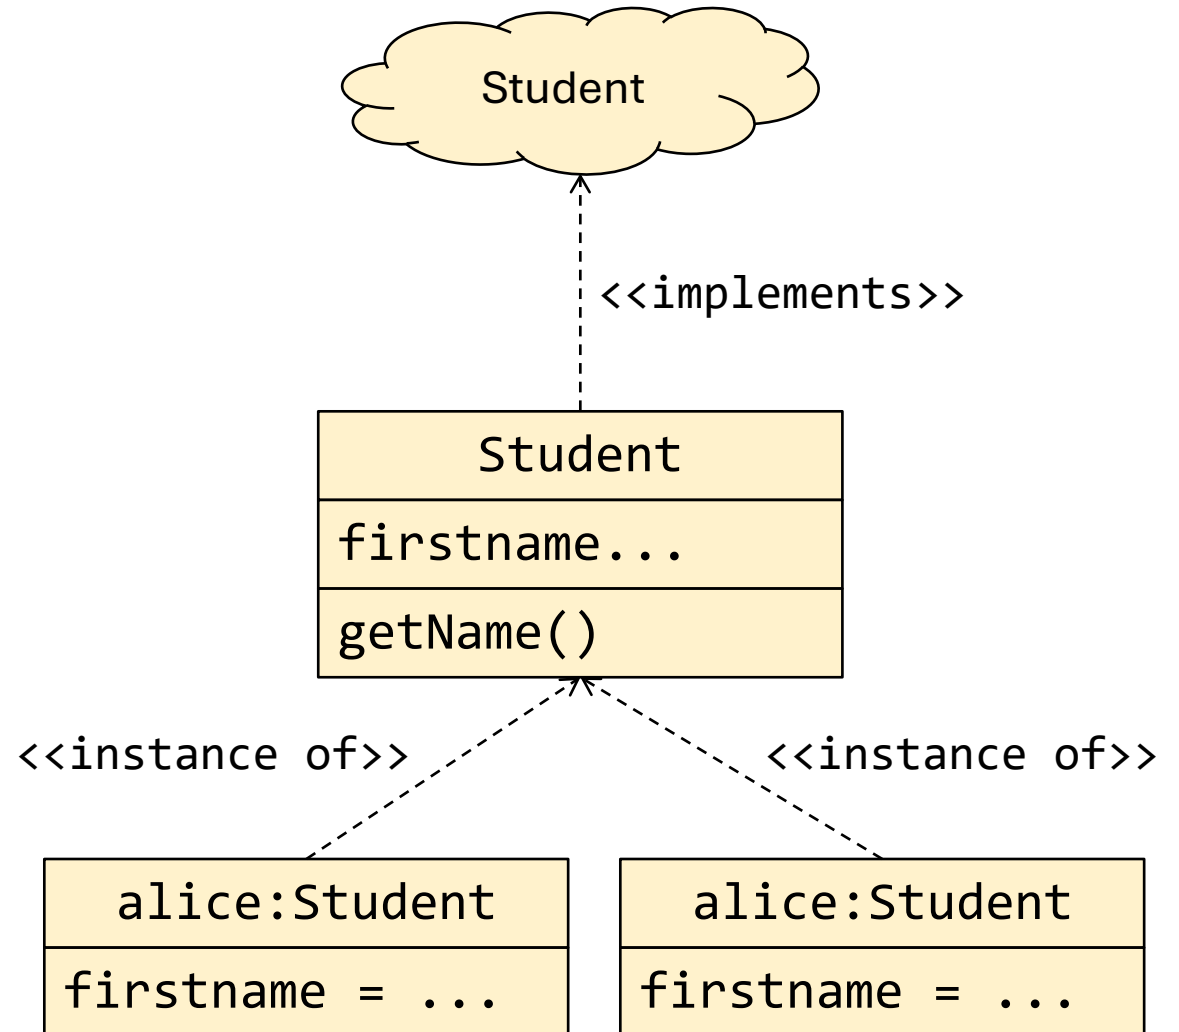 Student
<<implements>>
Student
firstname...
getName()
<<instance of>>
<<instance of>>
alice:Student
firstname = ...
alice:Student
firstname = ...